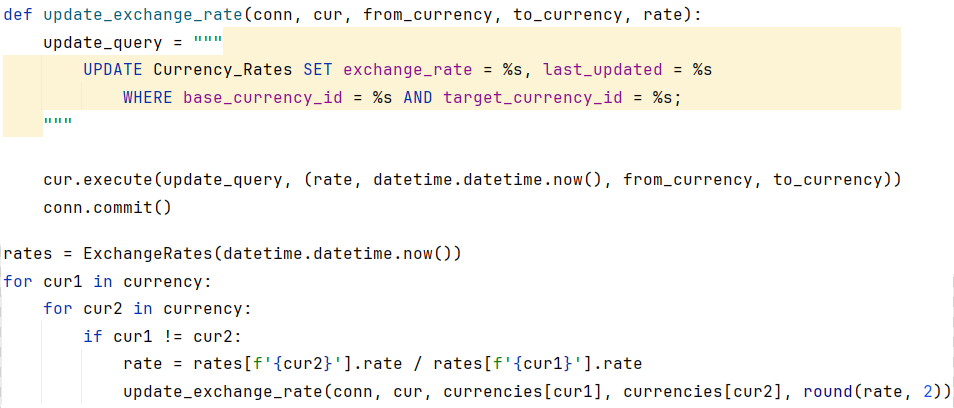 def update_exchange_rate(conn, cur, from_currency, to_currency, rate):
    update_query = """
        UPDATE Currency_Rates SET exchange_rate = %s, last_updated = %s
            WHERE base_currency_id = %s AND target_currency_id = %s;
    """
    cur.execute(update_query, (rate, datetime.datetime.now(), from_currency, to_currency))
    conn.commit()
rates = ExchangeRates(datetime.datetime.now())
for cur1 in currency:
    for cur2 in currency:
        if cur1 != cur2:
            rate = rates[f'{cur2}'].rate / rates[f'{cur1}'].rate
            update_exchange_rate(conn, cur, currencies[cur1], currencies[cur2], round(rate, 2))